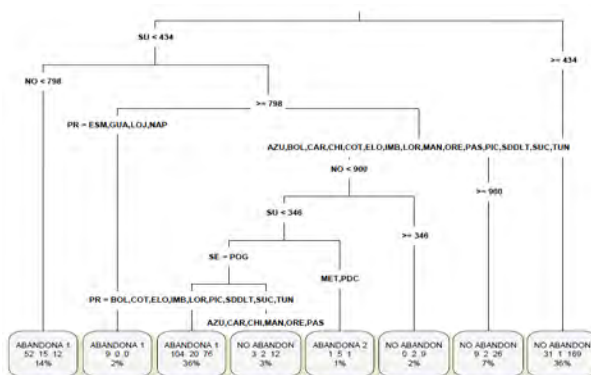 SU < 434
>= 434
NO < 798
>= 798
PR = ESM,GUA,LOJ,NAP
AZU,BOL,CAR,CHI,COT,ELO,IMB,LOR,MAN,ORE,PAS,PIC,SDDLT,SUC,TUN
NO < 900
>= 900
SU < 346
>= 346
SE = POG
MET,PDC
PR = BOL,COT,ELO,IMB,LOR,PIC,SDDLT,SUC,TUN
AZU,CAR,CHI,MAN,ORE,PAS
ABANDONA 1 ABANDONA 1 ABANDONA 1 NO ABANDON ABANDONA 2 NO ABANDON NO ABANDON NO ABANDON
52 15 12 9 0 0 104 20 76 3 2 12 1 5 1 0 2 9 9 2 26 31 1 169
14% 2% 36% 3% 1% 2% 7% 36%